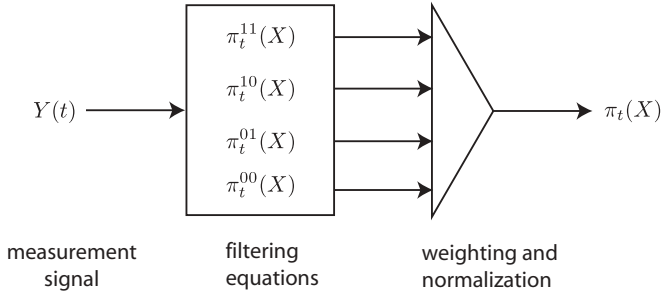 π_t^{11}(X)
π_t^{10}(X)
Y(t)
π_t(X)
π_t^{01}(X)
π_t^{00}(X)
measurement
signal
filtering
equations
weighting and
normalization